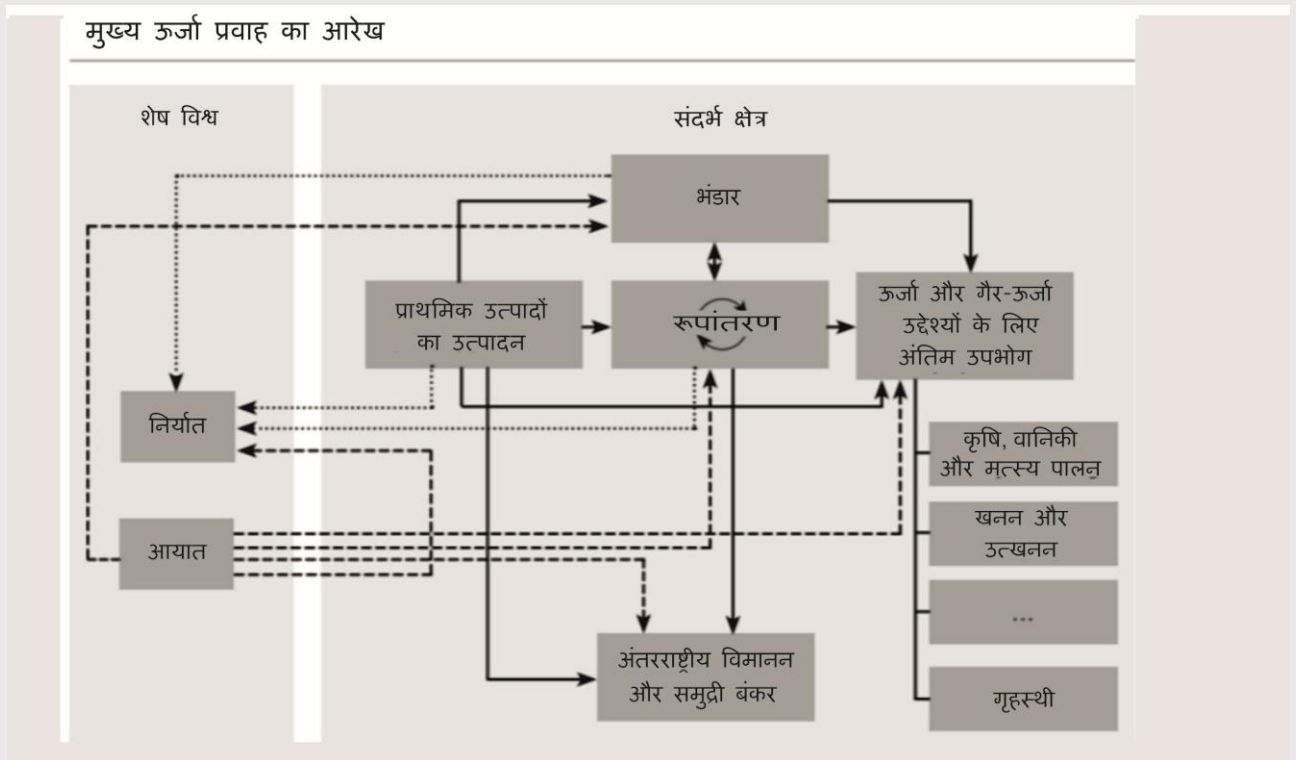 मुख्य ऊर्जा प्रवाह का आरेख
शेष विश्व
संदर्भ क्षेत्र
भंडार
प्राथमिक उत्पादों
का उत्पादन
रूपांतरण
ऊर्जा और गैर-ऊर्जा
उद्देश्यों के लिए
अंतिम उपभोग
निर्यात
आयात
कृषि, वानिकी
और मत्स्य पालन
खनन और
उत्खनन
...
गृहस्थी
अंतरराष्ट्रीय विमानन
और समुद्री बंकर